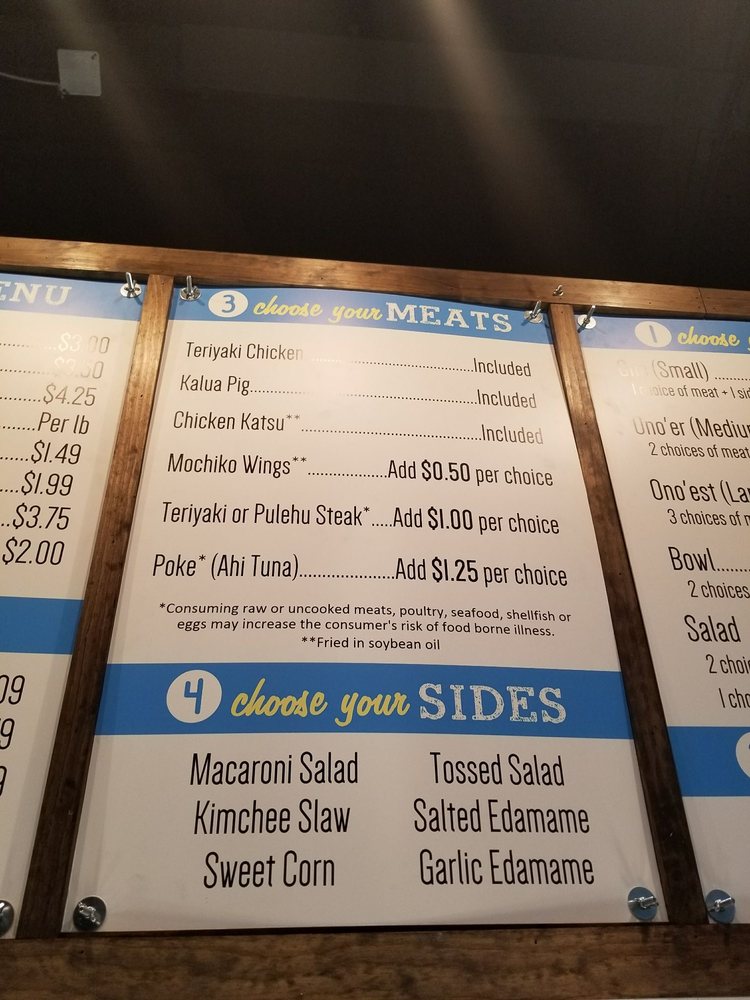 ENU
$4.25
Per lb
$1.49
$1.99
$3.75
$2.00
3 choose your MEATS
Teriyaki Chicken......Included
Kalua Pig......Included
Chicken Katsu**......Included
Mochiko Wings**......Add $0.50 per choice
Teriyaki or Pulehu Steak*.....Add $1.00 per choice
Poke* (Ahi Tuna)......Add $1.25 per choice
*Consuming raw or uncooked meats, poultry, seafood, shellfish or
eggs may increase the consumer's risk of food borne illness.
**Fried in soybean oil
4 choose your SIDES
Macaroni Salad
Kimchee Slaw
Sweet Corn
Tossed Salad
Salted Edamame
Garlic Edamame
1 choose
(Small)
choice of meat + 1
Ono'er (Medium
2 choices of meat
Ono'est (La
3 choices of
Bowl
2 choices
Salad
2 choi
1 cho